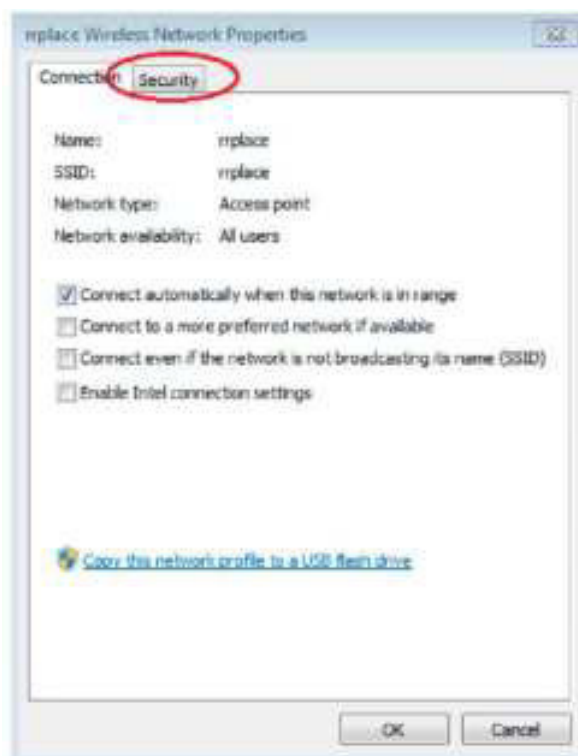 rrplace Wireless Network Properties
Connection Security
Name: rrplace
SSID: rrplace
Network type: Access point
Network availability: All users
Connect automatically when this network is in range
Connect to a more preferred network if available
Connect even if the network is not broadcasting its name (SSID)
Enable Intel connection settings
Copy this network profile to a USB flash drive
OK Cancel